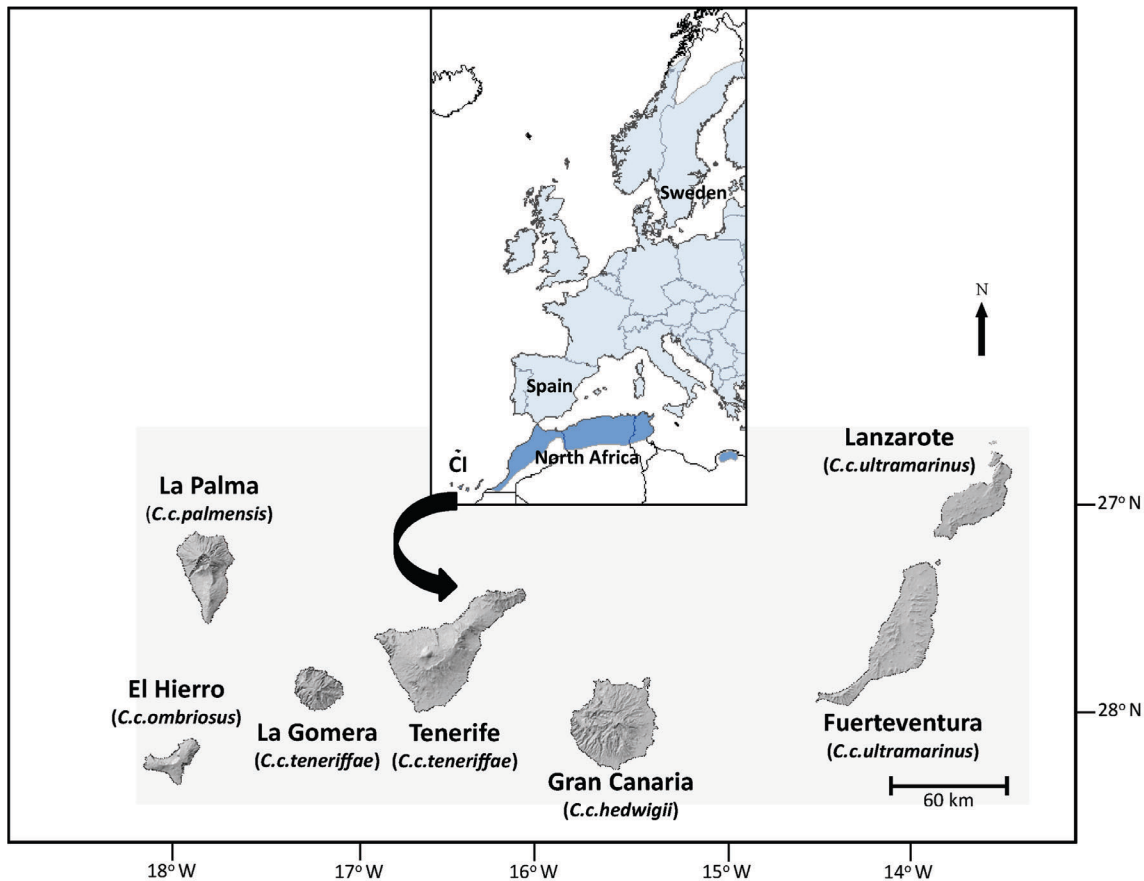 Sweden
N
Spain
North Africa
CI
Lanzarote
(C.c.ultramarinus)
La Palma
(C.c.palmensis)
27° N
El Hierro
(C.c.ombriosus)
La Gomera
(C.c.teneriffae)
Tenerife
(C.c.teneriffae)
Gran Canaria
(C.c.hedwigii)
Fuerteventura
(C.c.ultramarinus)
28° N
60 km
18° W
17° W
16° W
15° W
14° W